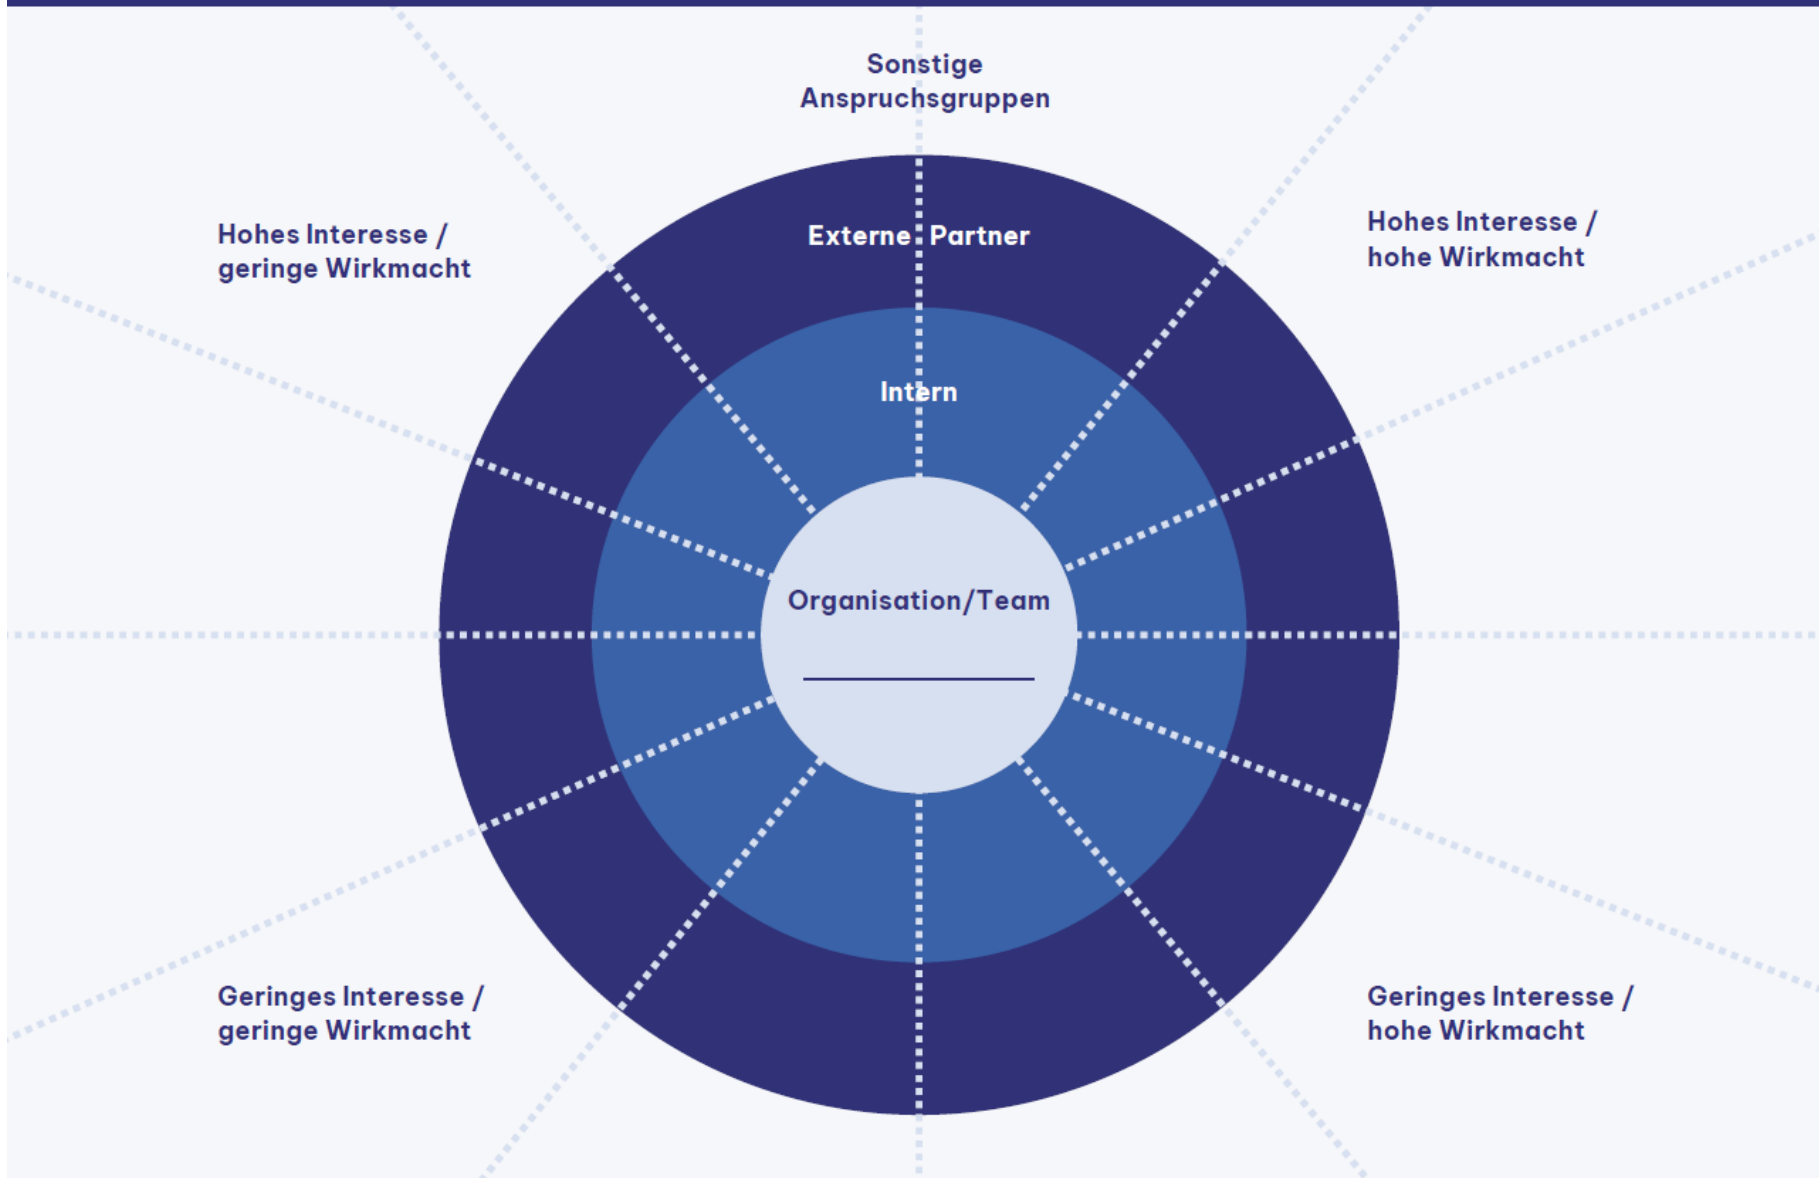 Sonstige
Anspruchsgruppen
Hohes Interesse /
geringe Wirkmacht
Hohes Interesse /
hohe Wirkmacht
Externe Partner
Intern
Organisation/Team
Geringes Interesse /
geringe Wirkmacht
Geringes Interesse /
hohe Wirkmacht